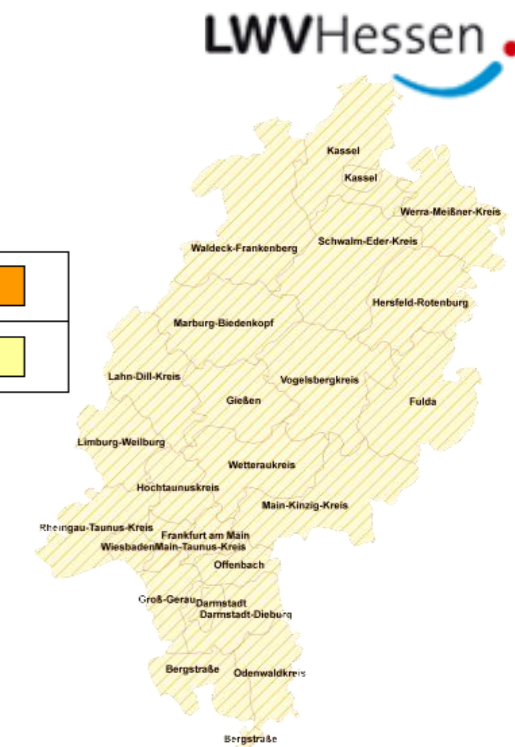 LWVHessen
Kassel
Kassel
Werra-Meißner-Kreis
Schwalm-Eder-Kreis
Waldeck-Frankenberg
Hersfeld-Rotenburg
Marburg-Biedenkopf
Lahn-Dill-Kreis
Vogelsbergkreis
Gießen
Fulda
Limburg-Weilburg
Wetteraukreis
Hochtaunuskreis
Main-Kinzig-Kreis
Rheingau-Taunus-Kreis
Frankfurt am Main
Wiesbaden
Main-Taunus-Kreis
Offenbach
Groß-Gerau
Darmstadt
Darmstadt-Dieburg
Bergstraße
Odenwaldkreis
Bergstraße